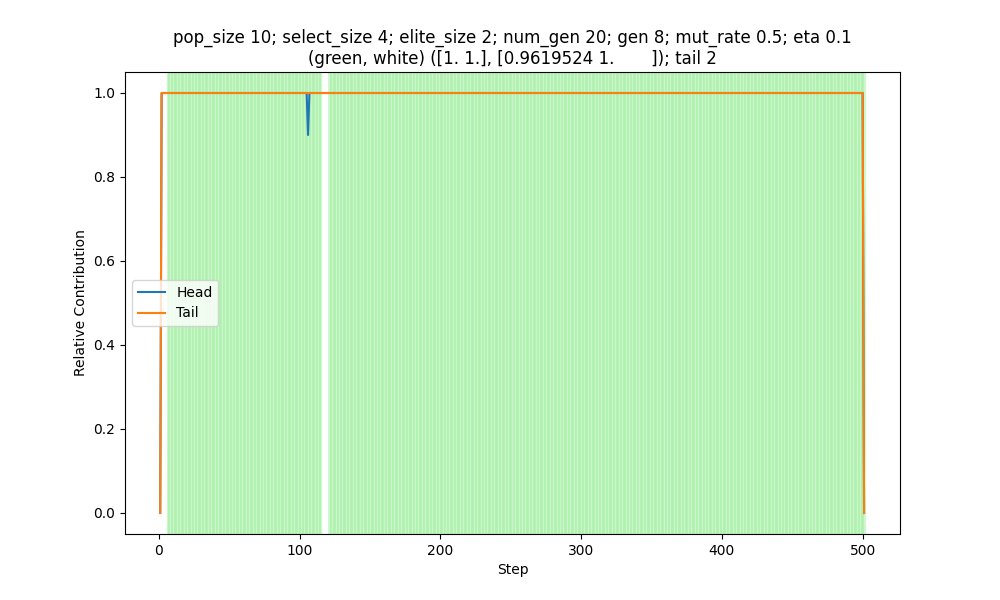 pop_size 10; select_size 4; elite_size 2; num_gen 20; gen 8; mut_rate 0.5; eta 0.1
(green, white) ([1. 1.], [0.9619524 1.        ]); tail 2
1.0
0.8
0.6
0.4
0.2
0.0
Relative Contribution
Head
Tail
0 100 200 300 400 500
Step